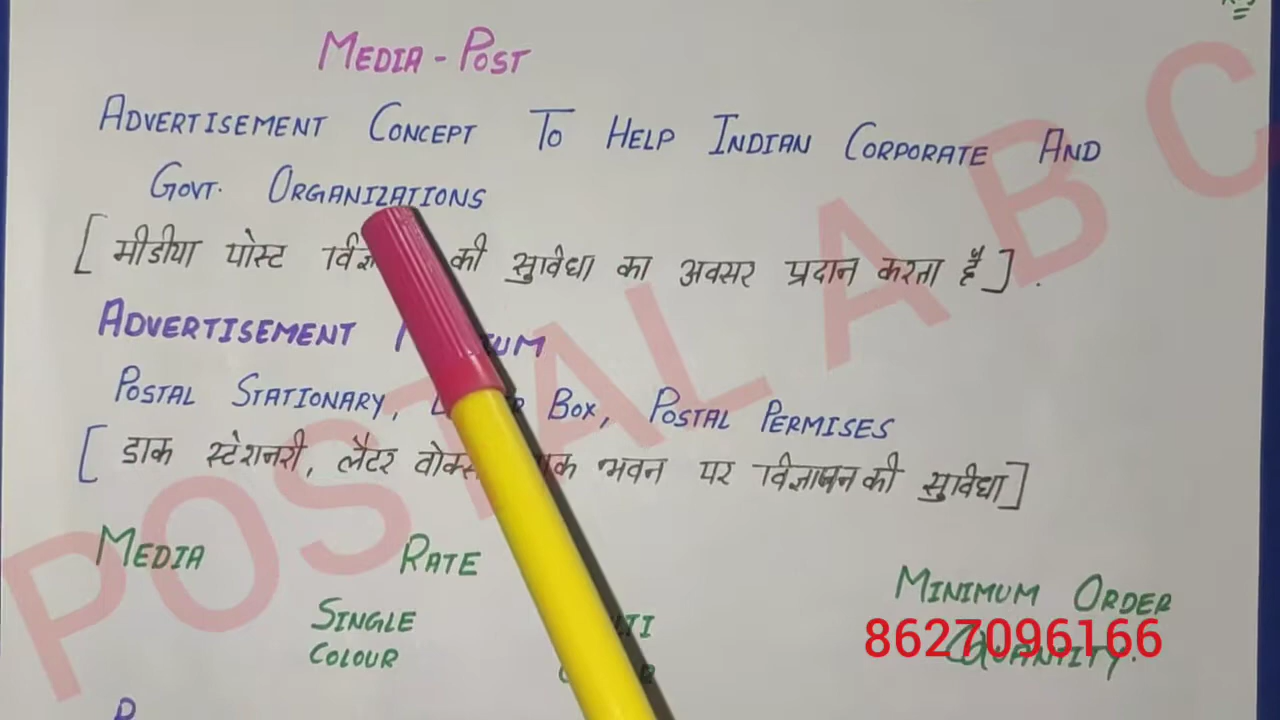 MEDIA - POST
ADVERTISEMENT CONCEPT TO HELP INDIAN CORPORATE AND
GOVT. ORGANIZATIONS
[ मीडीया पोस्ट की सुविधा का अवसर प्रदान करता है ] .
ADVERTISEMENT
POSTAL STATIONARY, BOX, POSTAL PERMISES
[ डाक स्टेशनरी, लैटर वोक्स भवन पर विज्ञापन की सुविधा ]
MEDIA RATE MINIMUM ORDER
SINGLE QUANTITY.
COLOUR
8627096166
POSTAL ABC